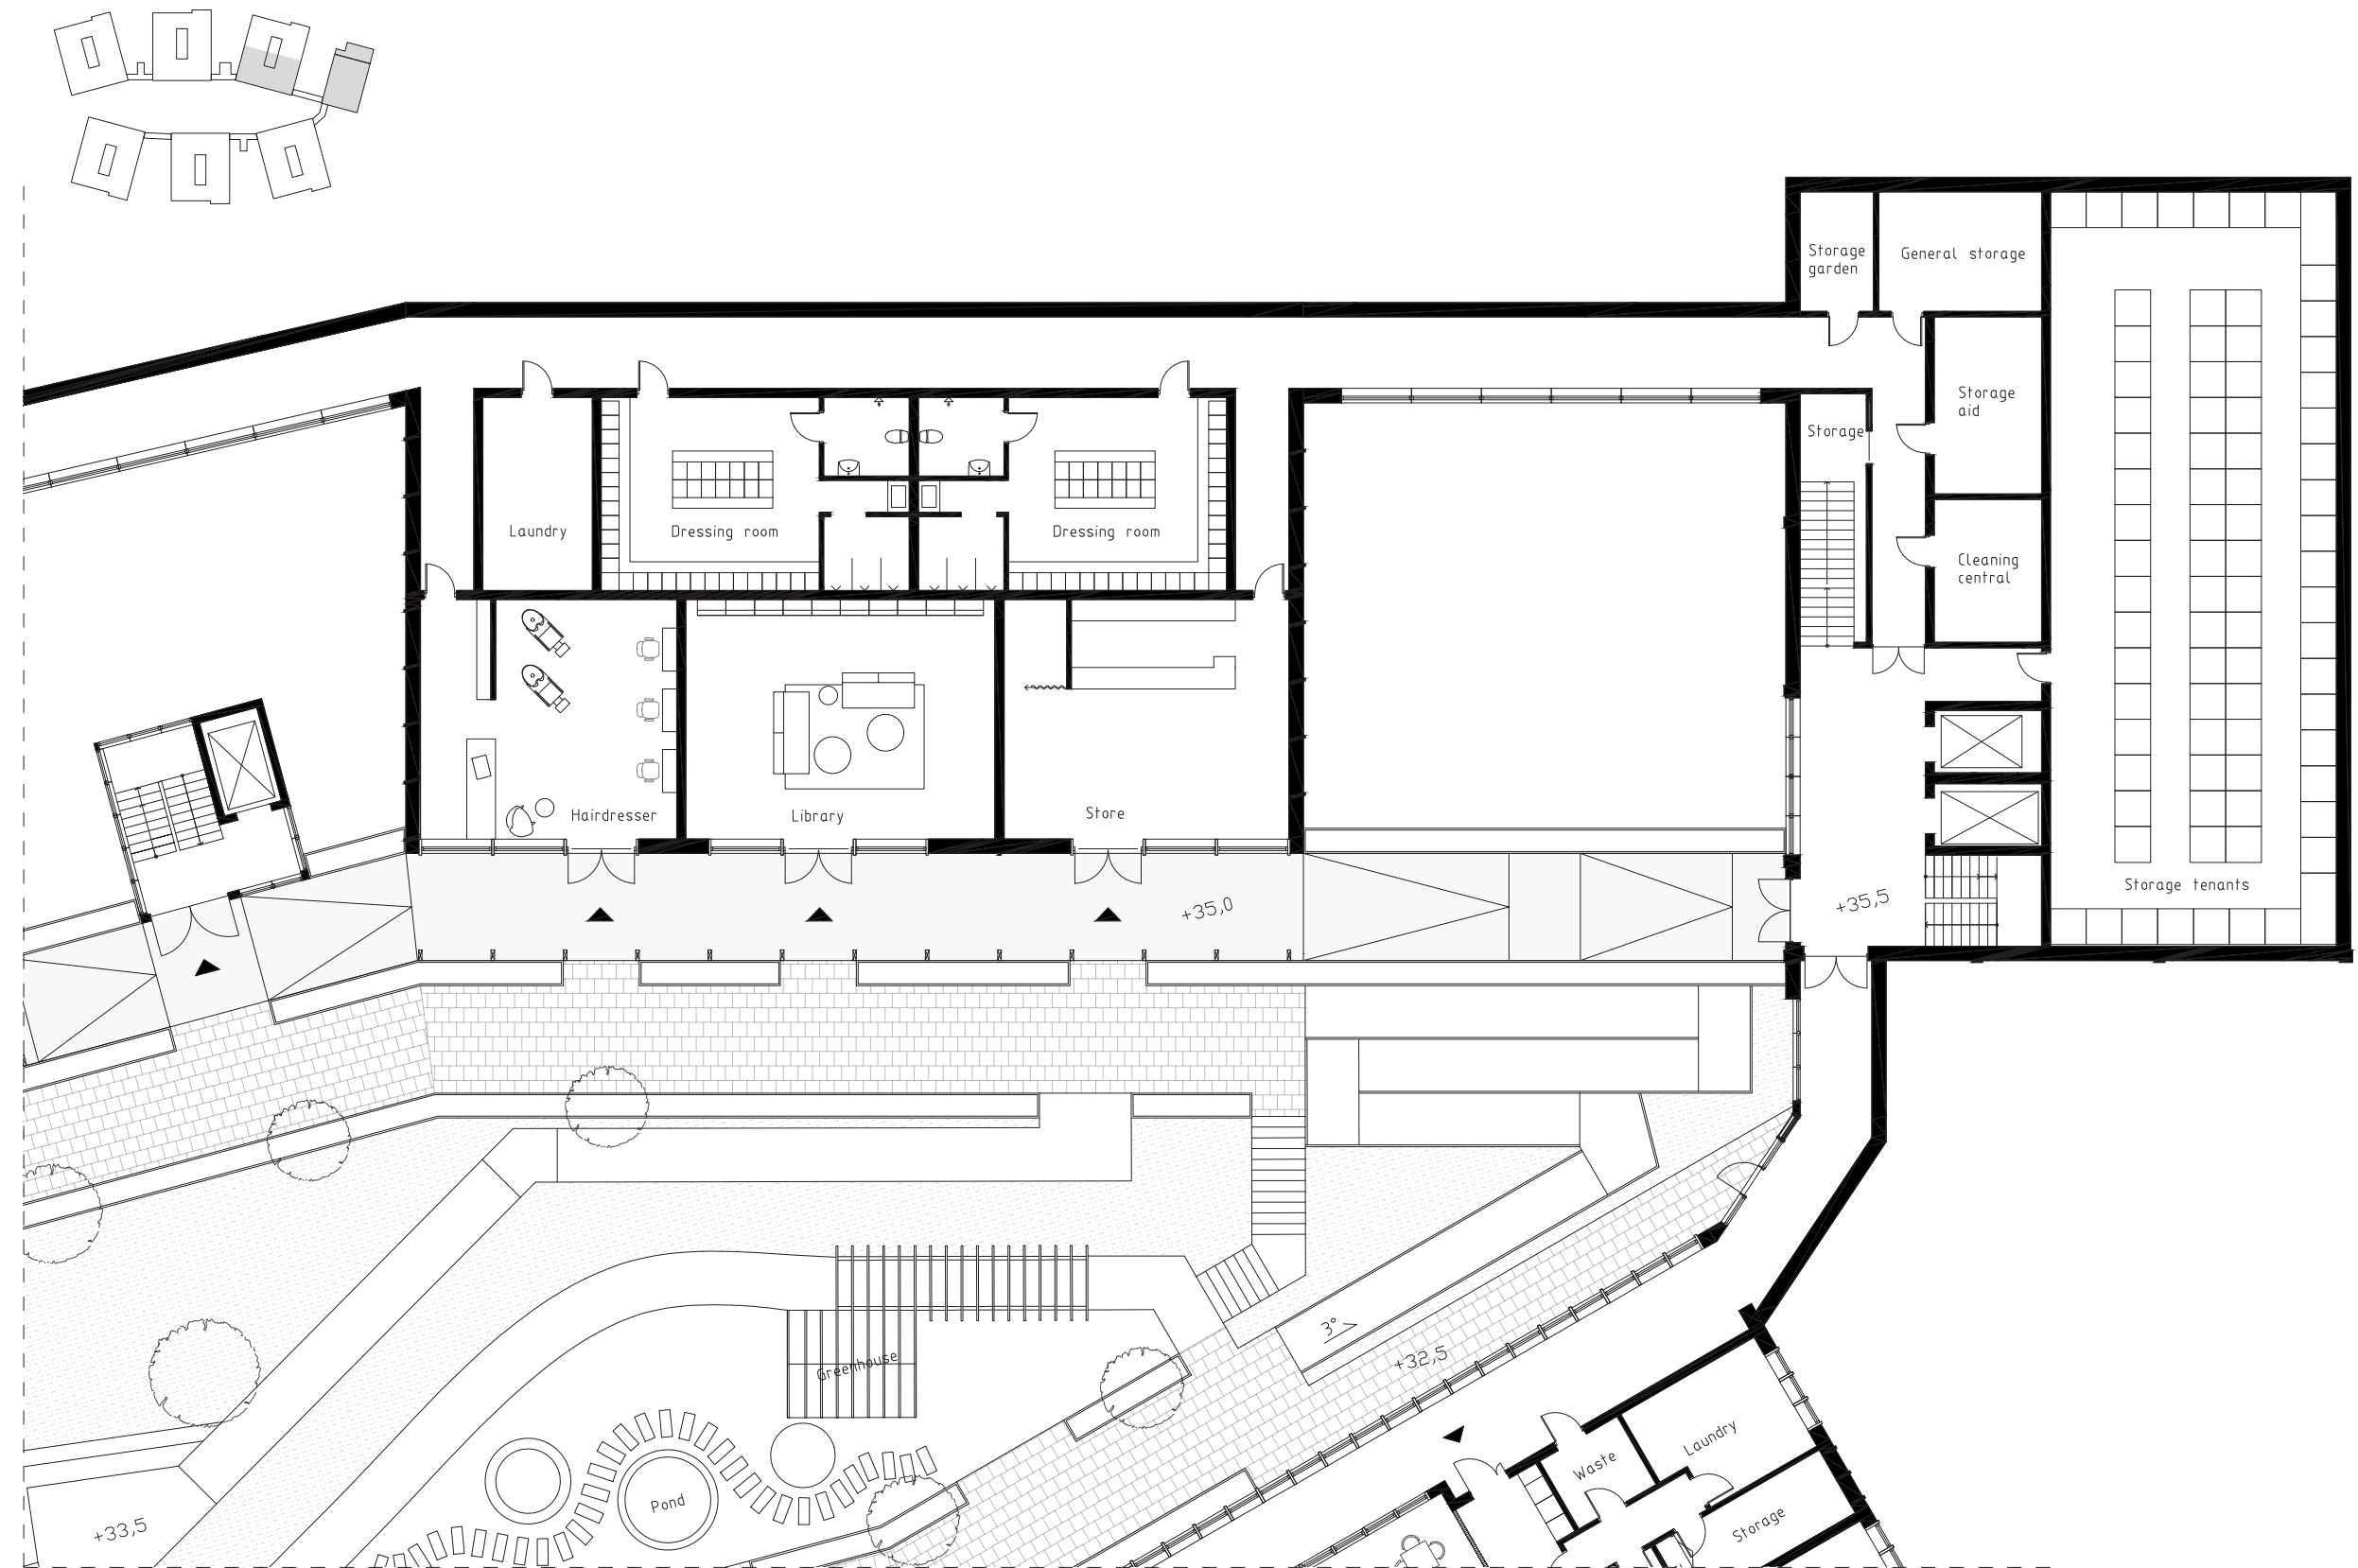 Storage
garden
General storage
Storage
aid
Storage
Laundry
Dressing room
Dressing room
Cleaning
central
Hairdresser
Library
Store
Storage tenants
+35,0
+35,5
Greenhouse
3°
+32,5
Laundry
Waste
Pond
Storage
+33,5